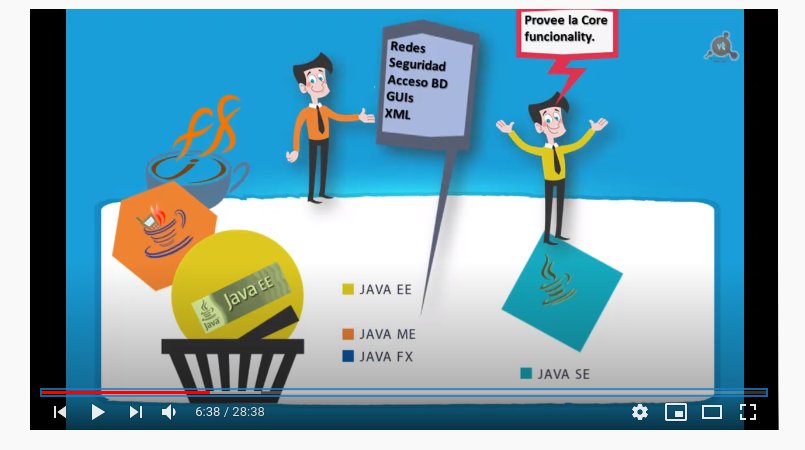 Provee la Core
funcionality.
Redes
Seguridad
Acceso BD
GUIs
XML
vt
Java EE
Java
JAVA EE
JAVA ME
JAVA FX
JAVA SE
6:38 / 28:38